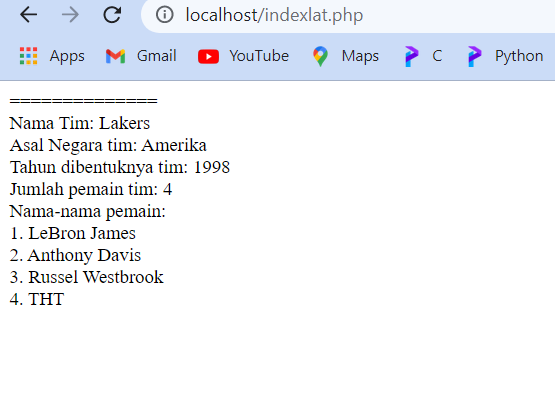 localhost/indexlat.php
Apps Gmail YouTube Maps C Python
==============
Nama Tim: Lakers
Asal Negara tim: Amerika
Tahun dibentuknya tim: 1998
Jumlah pemain tim: 4
Nama-nama pemain:
1. LeBron James
2. Anthony Davis
3. Russel Westbrook
4. THT